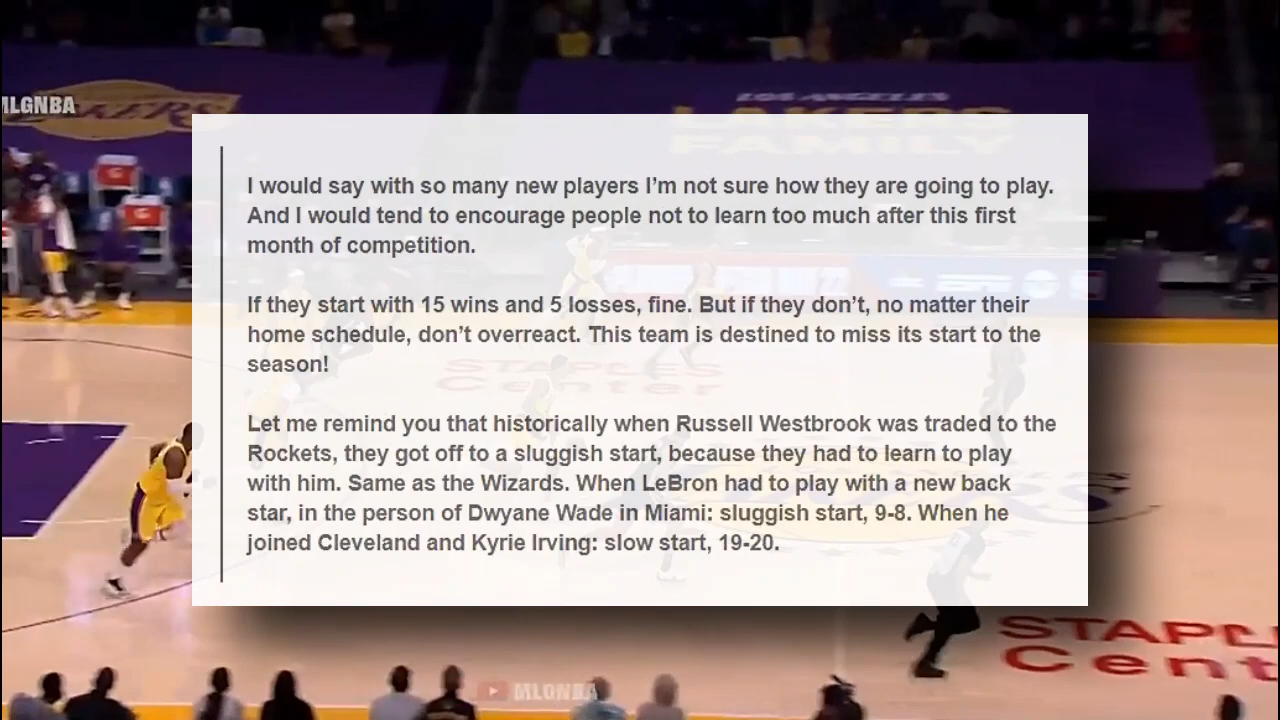 MLGNBA
LAKERS
LOS ANGELES
LAKERS
FAMILY
I would say with so many new players I’m not sure how they are going to play.
And I would tend to encourage people not to learn too much after this first
month of competition.
If they start with 15 wins and 5 losses, fine. But if they don’t, no matter their
home schedule, don’t overreact. This team is destined to miss its start to the
season!
Let me remind you that historically when Russell Westbrook was traded to the
Rockets, they got off to a sluggish start, because they had to learn to play
with him. Same as the Wizards. When LeBron had to play with a new back
star, in the person of Dwyane Wade in Miami: sluggish start, 9-8. When he
joined Cleveland and Kyrie Irving: slow start, 19-20.
STAPLES
Center
STAPL
Cent
MLGNBA